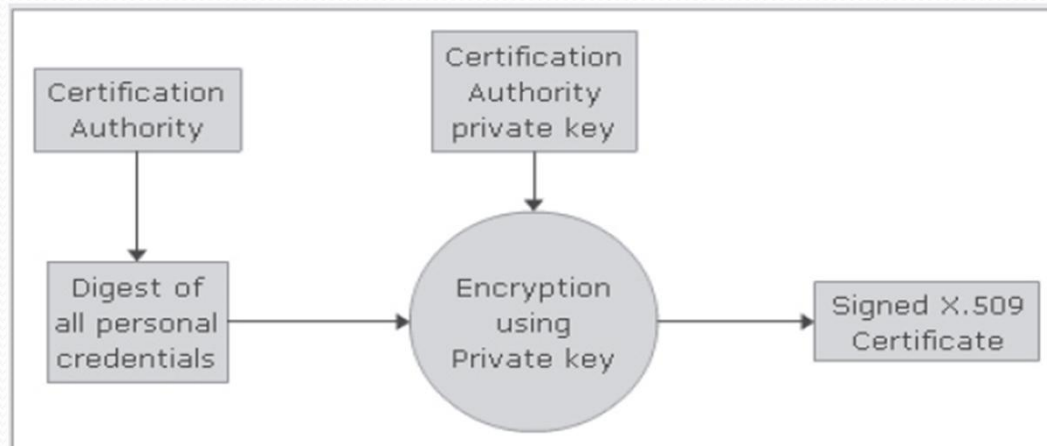 Certification
Authority
Certification
Authority
private key
Digest of
all personal
credentials
Encryption
using
Private key
Signed X.509
Certificate